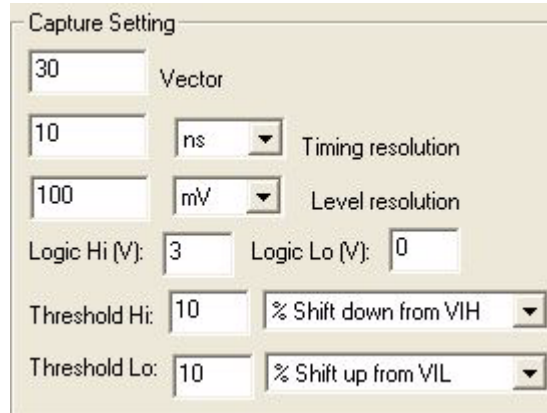 Capture Setting
30 Vector
10 ns Timing resolution
100 mV Level resolution
Logic Hi (V): 3 Logic Lo (V): 0
Threshold Hi: 10 % Shift down from VIH
Threshold Lo: 10 % Shift up from VIL